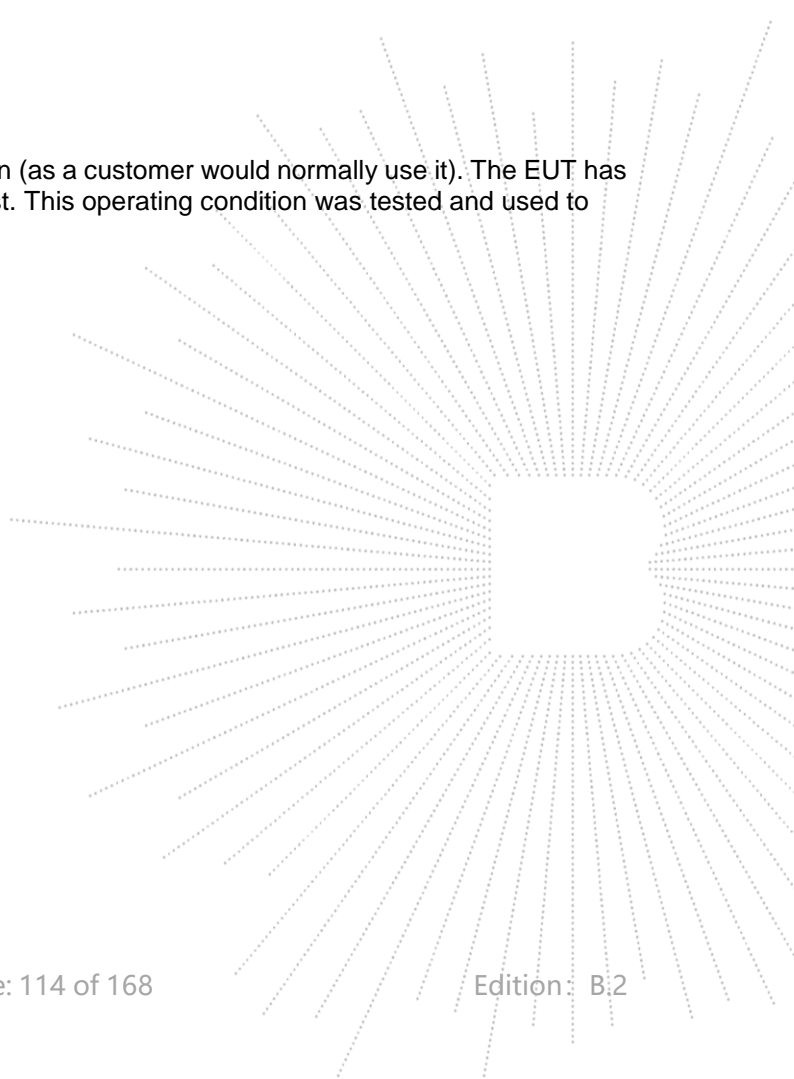 n (as a customer would normally use it). The EUT has
st. This operating condition was tested and used to
e: 114 of 168 Edition: B.2